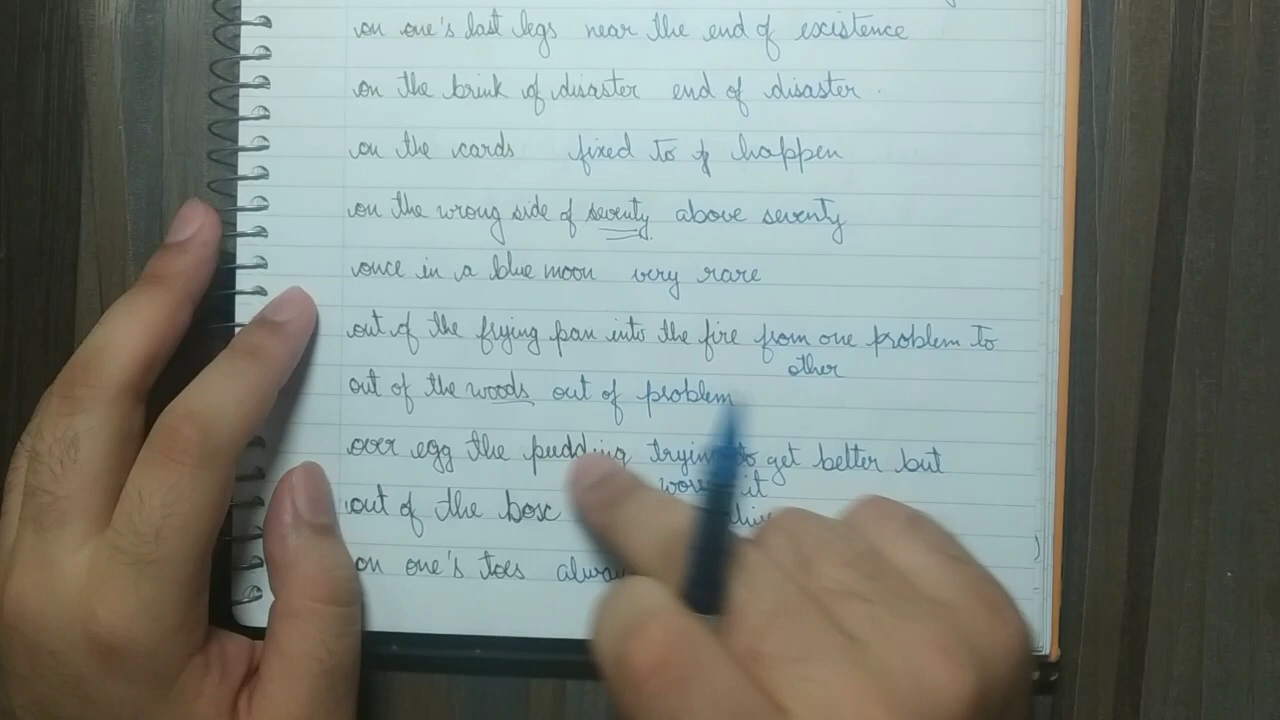 on one's last legs near the end of existence
on the brink of disaster end of disaster .
on the cards fixed to happen
on the wrong side of seventy above seventy
once in a blue moon very rare
out of the frying pan into the fire from one problem to
other
out of the woods out of problem
over egg the pudding trying to get better but
it
out of the box
on one's toes